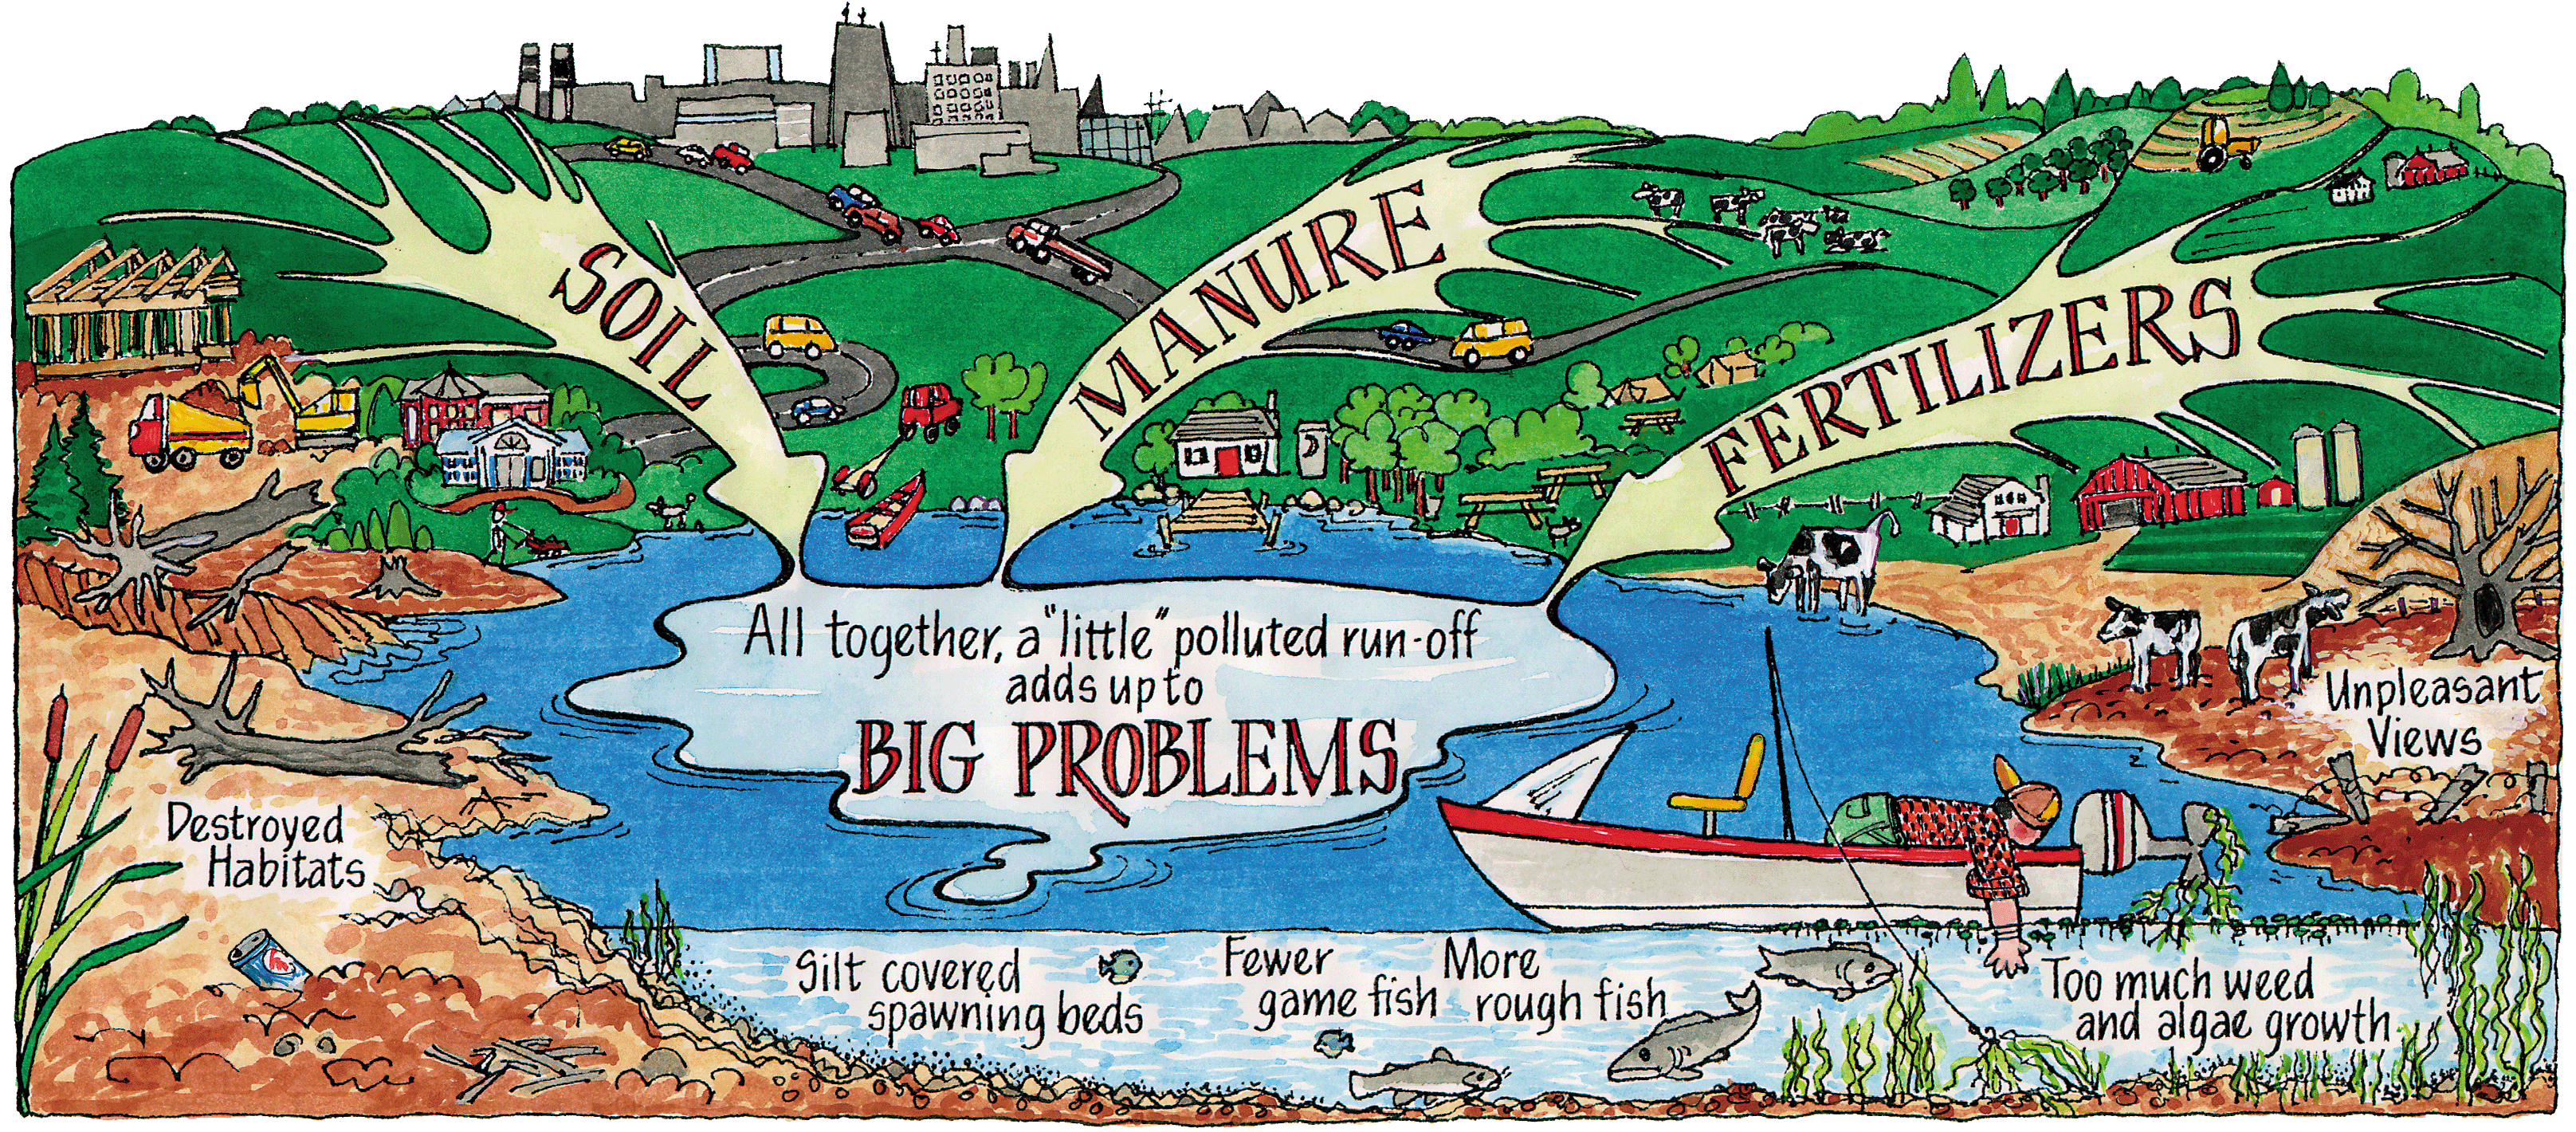 SOIL
MANURE
FERTILIZERS
All together, a "little" polluted run-off
adds up to
BIG PROBLEMS
Unpleasant
Views
Destroyed
Habitats
Silt covered
spawning beds
Fewer
game fish
More
rough fish
Too much weed
and algae growth